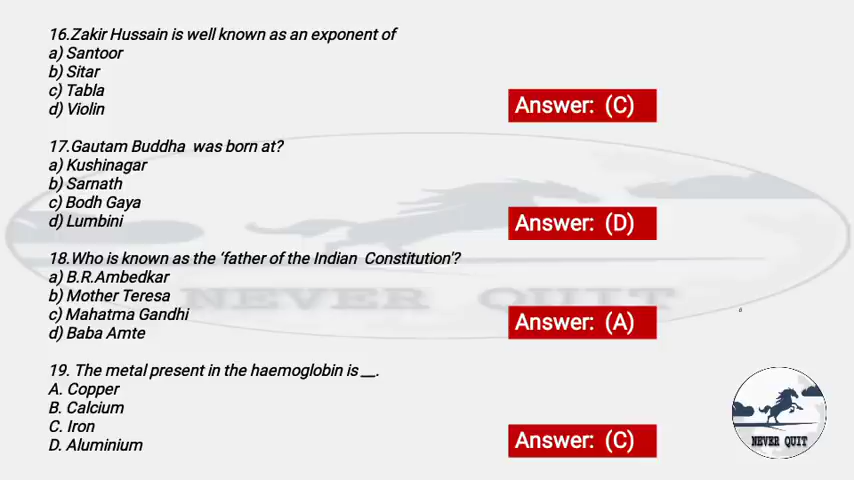 16.Zakir Hussain is well known as an exponent of
a) Santoor
b) Sitar
c) Tabla
d) Violin
Answer: (C)
17.Gautam Buddha was born at?
a) Kushinagar
b) Sarnath
c) Bodh Gaya
d) Lumbini
Answer: (D)
18.Who is known as the ‘father of the Indian Constitution'?
a) B.R.Ambedkar
b) Mother Teresa
c) Mahatma Gandhi
d) Baba Amte
Answer: (A)
NEVER QUIT
19. The metal present in the haemoglobin is __.
A. Copper
B. Calcium
C. Iron
D. Aluminium
Answer: (C)
NEVER QUIT